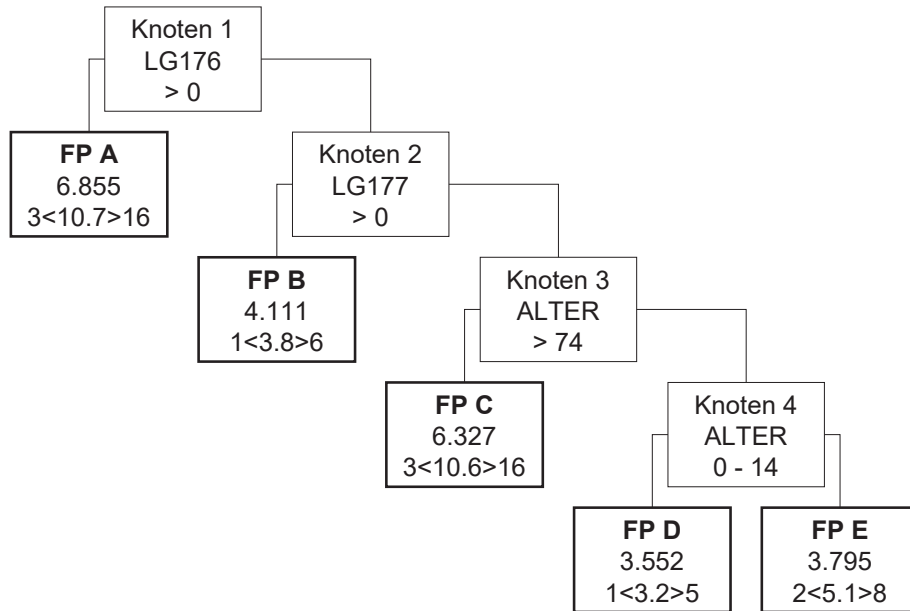 Knoten 1
LG176
> 0
FP A
6.855
3<10.7>16
Knoten 2
LG177
> 0
FP B
4.111
1<3.8>6
Knoten 3
ALTER
> 74
FP C
6.327
3<10.6>16
Knoten 4
ALTER
0 - 14
FP D
3.552
1<3.2>5
FP E
3.795
2<5.1>8